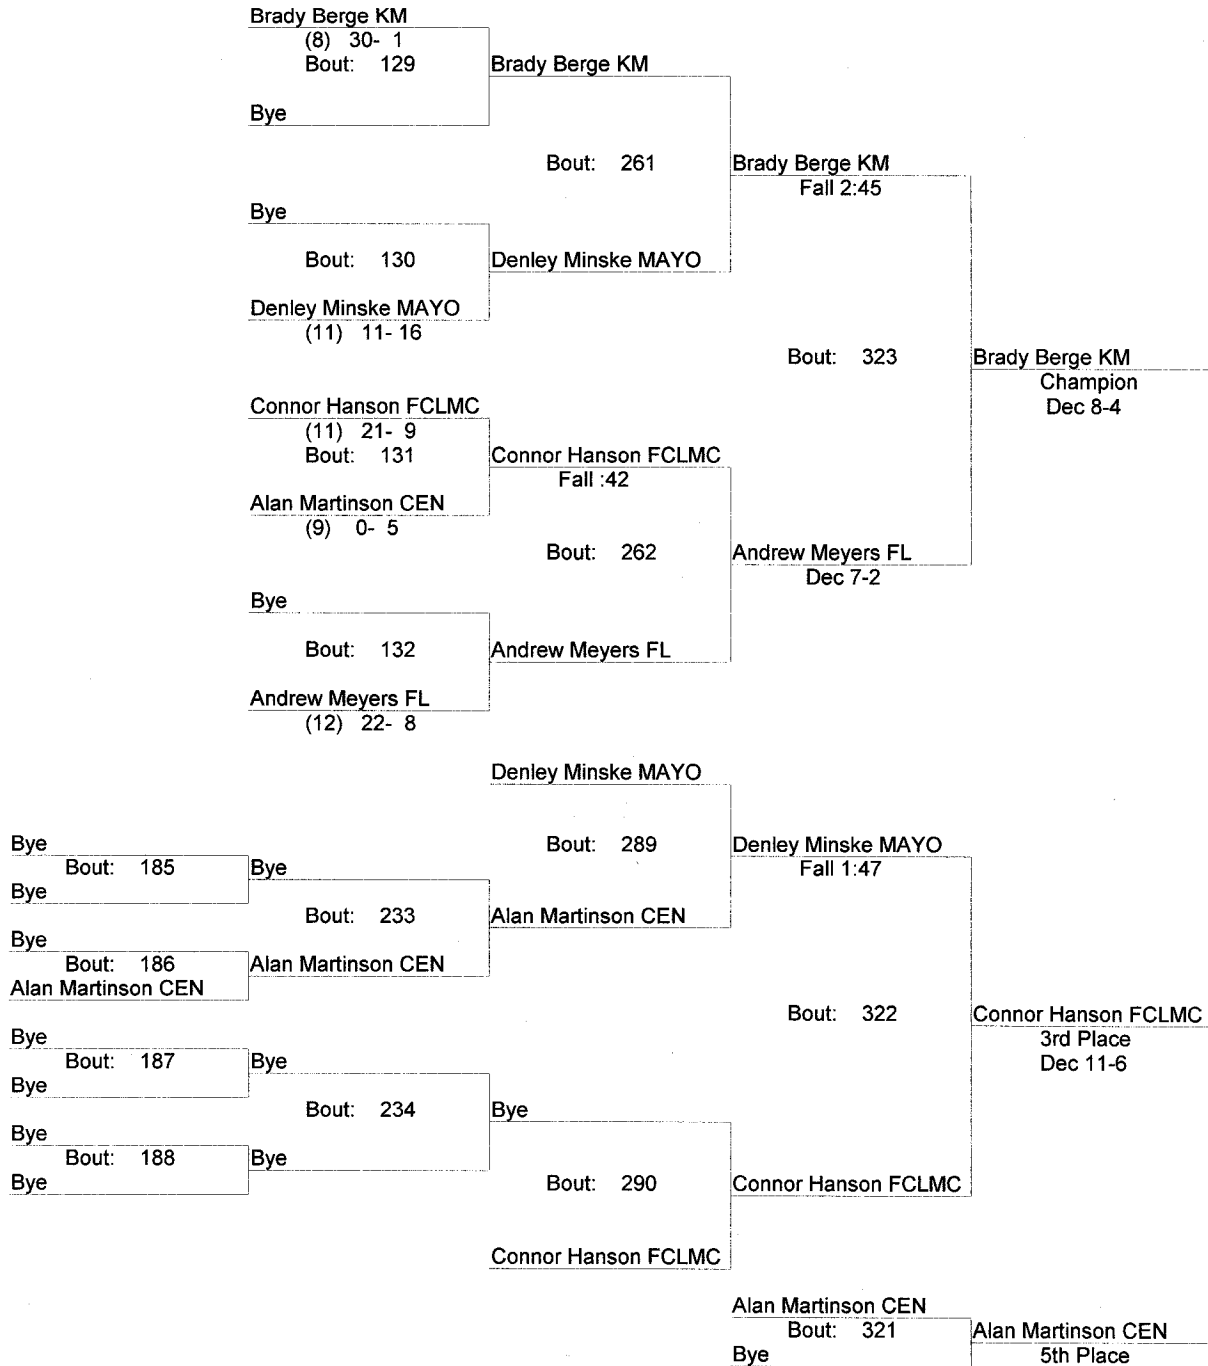 Brady Berge KM
(8) 30- 1
Bout: 129
Brady Berge KM
Bye
Bout: 261
Brady Berge KM
Fall 2:45
Bye
Bout: 130
Denley Minske MAYO
Denley Minske MAYO
(11) 11- 16
Bout: 323
Brady Berge KM
Champion
Dec 8-4
Connor Hanson FCLMC
(11) 21- 9
Bout: 131
Connor Hanson FCLMC
Fall :42
Alan Martinson CEN
(9) 0- 5
Bout: 262
Andrew Meyers FL
Dec 7-2
Bye
Bout: 132
Andrew Meyers FL
Andrew Meyers FL
(12) 22- 8
Denley Minske MAYO
Bout: 289
Denley Minske MAYO
Fall 1:47
Bye
Bout: 185
Bye
Bye
Bout: 233
Alan Martinson CEN
Bye
Bout: 186
Alan Martinson CEN
Alan Martinson CEN
Bout: 322
Connor Hanson FCLMC
3rd Place
Dec 11-6
Bye
Bout: 187
Bye
Bye
Bout: 234
Bye
Bye
Bout: 188
Bye
Bye
Bout: 290
Connor Hanson FCLMC
Connor Hanson FCLMC
Alan Martinson CEN
Bout: 321
Alan Martinson CEN
Bye
5th Place